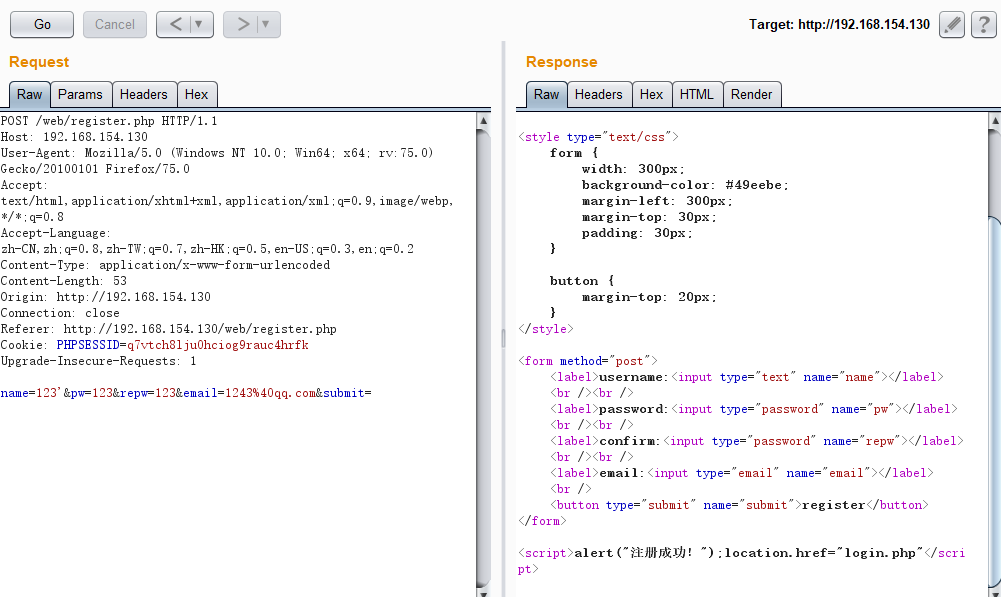 Go
Cancel
<
>
Target: http://192.168.154.130
?
Request
Raw
Params
Headers
Hex
POST /web/register.php HTTP/1.1
Host: 192.168.154.130
User-Agent: Mozilla/5.0 (Windows NT 10.0; Win64; x64; rv:75.0)
Gecko/20100101 Firefox/75.0
Accept:
text/html,application/xhtml+xml,application/xml;q=0.9,image/webp,
*/*;q=0.8
Accept-Language:
zh-CN,zh;q=0.8,zh-TW;q=0.7,zh-HK;q=0.5,en-US;q=0.3,en;q=0.2
Content-Type: application/x-www-form-urlencoded
Content-Length: 53
Origin: http://192.168.154.130
Connection: close
Referer: http://192.168.154.130/web/register.php
Cookie: PHPSESSID=q7vtch8lju0hciog9rauc4hrfk
Upgrade-Insecure-Requests: 1
name=123'&pw=123&repw=123&email=1243%40qq.com&submit=
Response
Raw
Headers
Hex
HTML
Render
<style type="text/css">
form {
width: 300px;
background-color: #49eebe;
margin-left: 300px;
margin-top: 30px;
padding: 30px;
}
button {
margin-top: 20px;
}
</style>
<form method="post">
<label>username:<input type="text" name="name"></label>
<br /><br />
<label>password:<input type="password" name="pw"></label>
<br /><br />
<label>confirm:<input type="password" name="repw"></label>
<br /><br />
<label>email:<input type="email" name="email"></label>
<br />
<button type="submit" name="submit">register</button>
</form>
<script>alert("注册成功！");location.href="login.php"</scri
pt>